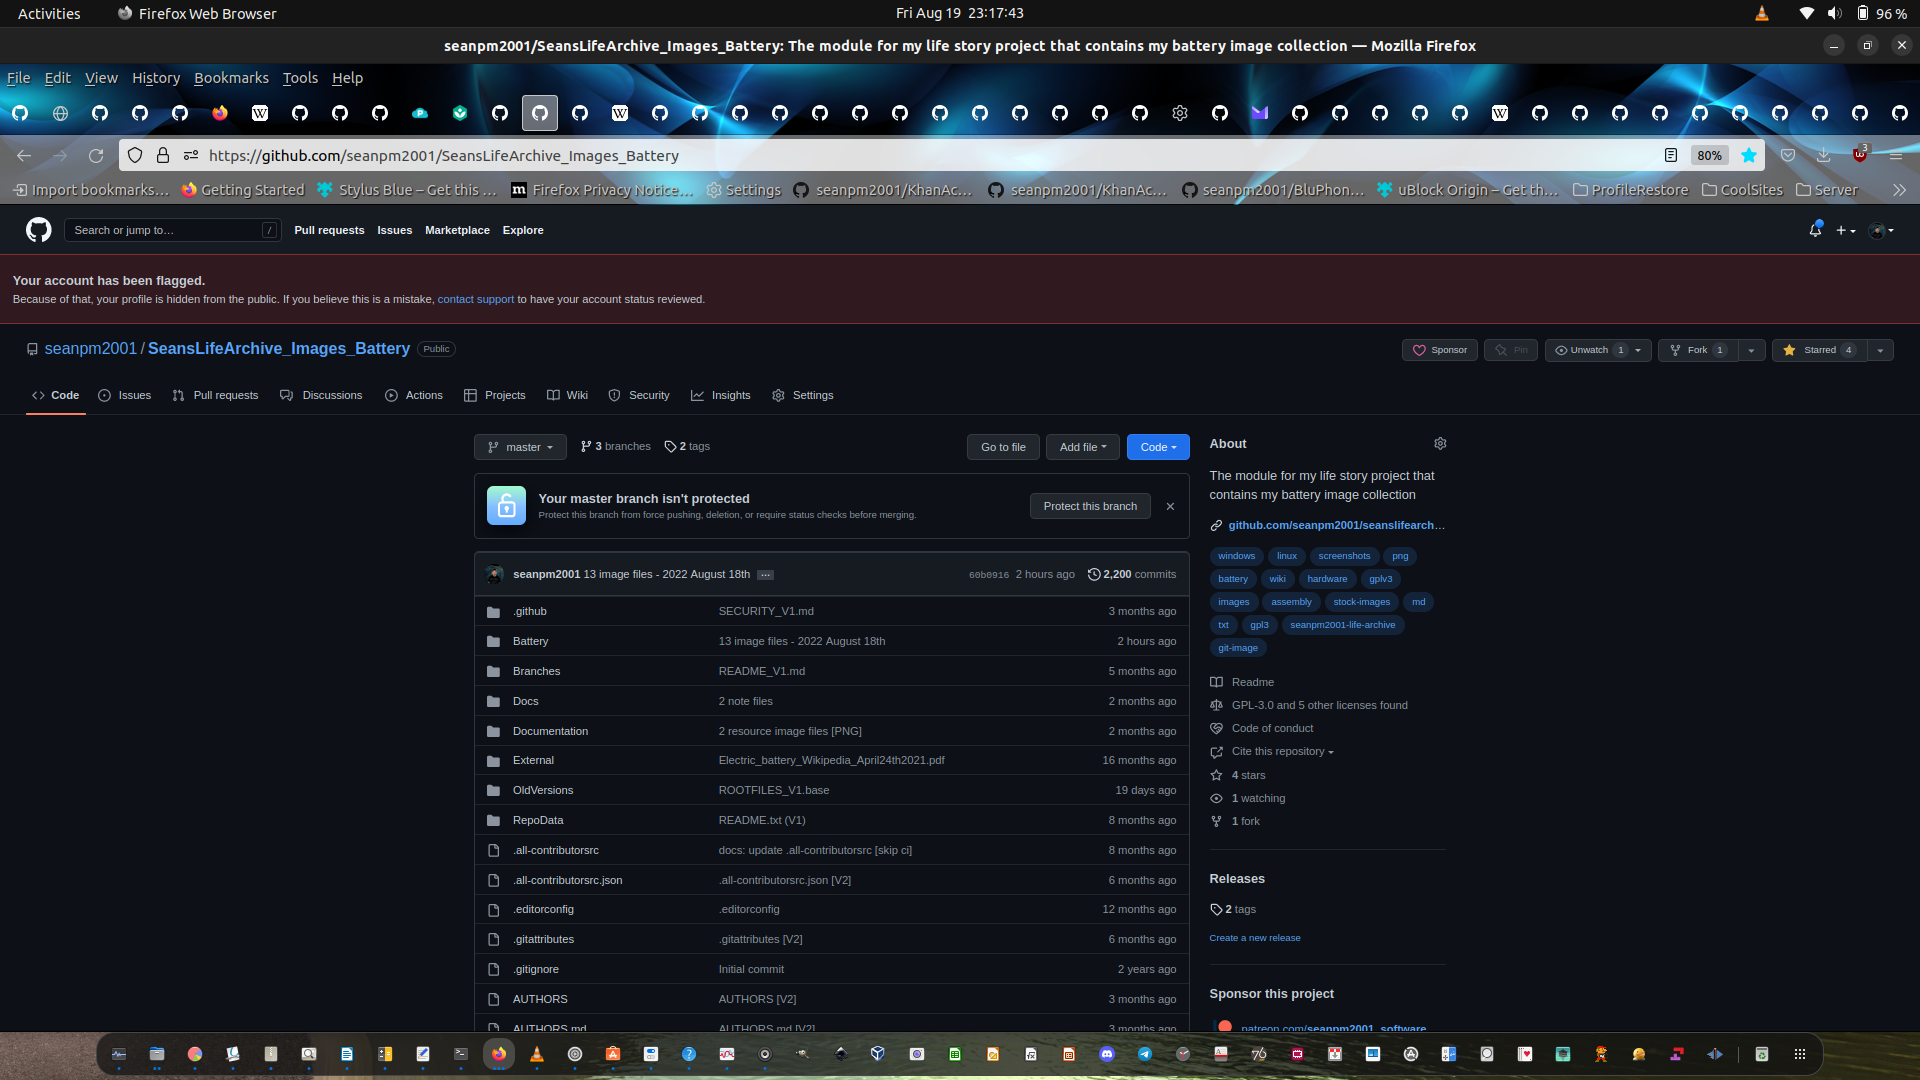 Activities
Firefox Web Browser
Fri Aug 19 23:17:43
96 %
seanpm2001/SeansLifeArchive_Images_Battery: The module for my life story project that contains my battery image collection — Mozilla Firefox
File Edit View History Bookmarks Tools Help
https://github.com/seanpm2001/SeansLifeArchive_Images_Battery
80%
3
Import bookmarks…
Getting Started
Stylus Blue – Get this …
Firefox Privacy Notice…
Settings
seanpm2001/KhanAc…
seanpm2001/KhanAc…
seanpm2001/BluPhon…
uBlock Origin – Get th…
ProfileRestore
CoolSites
Server
Search or jump to…
/
Pull requests
Issues
Marketplace
Explore
Your account has been flagged.
Because of that, your profile is hidden from the public. If you believe this is a mistake, contact support to have your account status reviewed.
seanpm2001 / SeansLifeArchive_Images_Battery Public
Sponsor
Pin
Unwatch 1
Fork 1
Starred 4
Code
Issues
Pull requests
Discussions
Actions
Projects
Wiki
Security
Insights
Settings
master
3 branches
2 tags
Go to file
Add file
Code
Your master branch isn't protected
Protect this branch from force pushing, deletion, or require status checks before merging.
Protect this branch
seanpm2001 13 image files - 2022 August 18th …
60b0916 2 hours ago
2,200 commits
.github SECURITY_V1.md 3 months ago
Battery 13 image files - 2022 August 18th 2 hours ago
Branches README_V1.md 5 months ago
Docs 2 note files 2 months ago
Documentation 2 resource image files [PNG] 2 months ago
External Electric_battery_Wikipedia_April24th2021.pdf 16 months ago
OldVersions ROOTFILES_V1.base 19 days ago
RepoData README.txt (V1) 8 months ago
.all-contributorsrc docs: update .all-contributorsrc [skip ci] 8 months ago
.all-contributorsrc.json .all-contributorsrc.json [V2] 6 months ago
.editorconfig .editorconfig 12 months ago
.gitattributes .gitattributes [V2] 6 months ago
.gitignore Initial commit 2 years ago
AUTHORS AUTHORS [V2] 3 months ago
AUTHORS.md AUTHORS.md [V2] 3 months ago
About
The module for my life story project that
contains my battery image collection
github.com/seanpm2001/seanslifearch…
windows linux screenshots png
battery wiki hardware gplv3
images assembly stock-images md
txt gpl3 seanpm2001-life-archive
git-image
Readme
GPL-3.0 and 5 other licenses found
Code of conduct
Cite this repository
4 stars
1 watching
1 fork
Releases
2 tags
Create a new release
Sponsor this project
patreon.com/seanpm2001_software